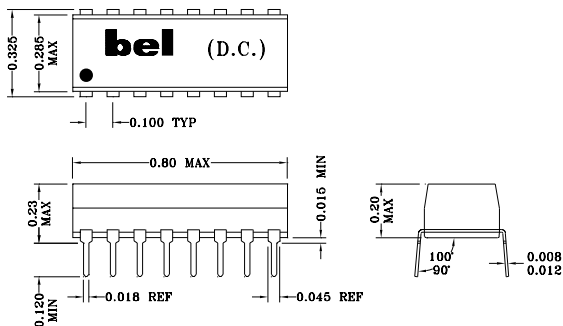 0.325
0.285
MAX
bel (D.C.)
0.100 TYP
0.80 MAX
0.015 MIN
0.23
MAX
0.20
MAX
0.120
MIN
0.018 REF
0.045 REF
100°
90°
0.008
0.012